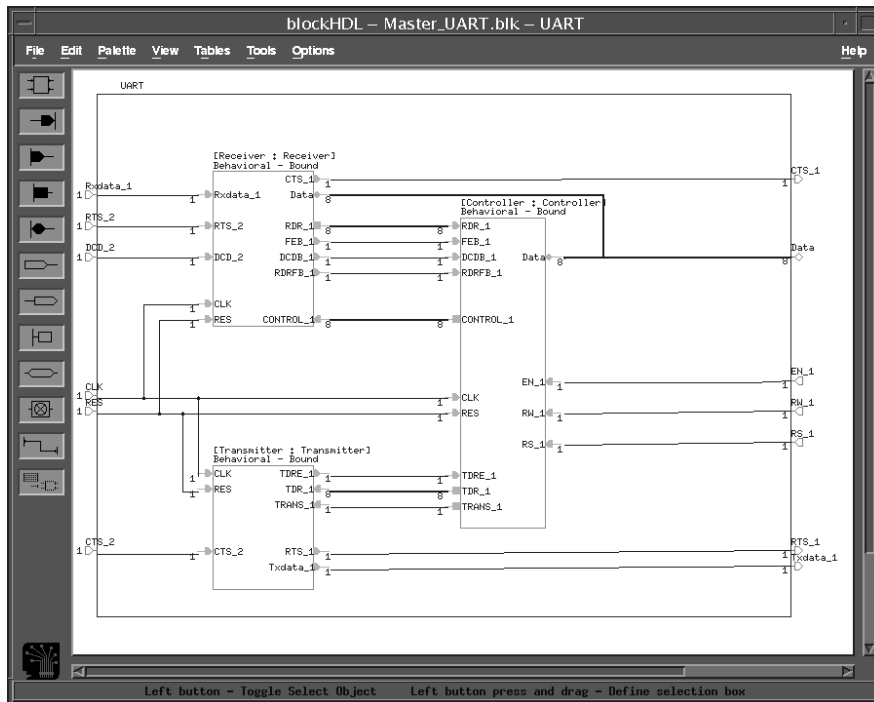 blockHDL – Master_UART.blk – UART
File Edit Palette View Tables Tools Options Help
UART
[Receiver : Receiver]
Behavioral – Bound
CTS_1 1 1 CTS_1
1 Rxdata_1 1 Rxdata_1 Data 8
[Controller : Controller]
Behavioral – Bound
1 RTS_2 1 RTS_2 RDR_1 8 8 RDR_1
FEB_1 1 1 FEB_1
1 DCD_2 1 DCD_2 DCDB_1 1 1 DCDB_1 Data 8 8 Data
RDRFB_1 1 1 RDRFB_1
1 CLK
1 RES CONTROL_1 8 8 CONTROL_1
EN_1 1 1 EN_1
1 CLK 1 CLK
1 RES 1 RES RW_1 1 1 RW_1
RS_1 1 1 RS_1
[Transmitter : Transmitter]
Behavioral – Bound
1 CLK TDRE_1 1 1 TDRE_1
1 RES TDR_1 8 8 TDR_1
TRANS_1 1 1 TRANS_1
1 CTS_2 1 CTS_2 RTS_1 1 1 RTS_1
Txdata_1 1 1 Txdata_1
Left button – Toggle Select Object Left button press and drag – Define selection box